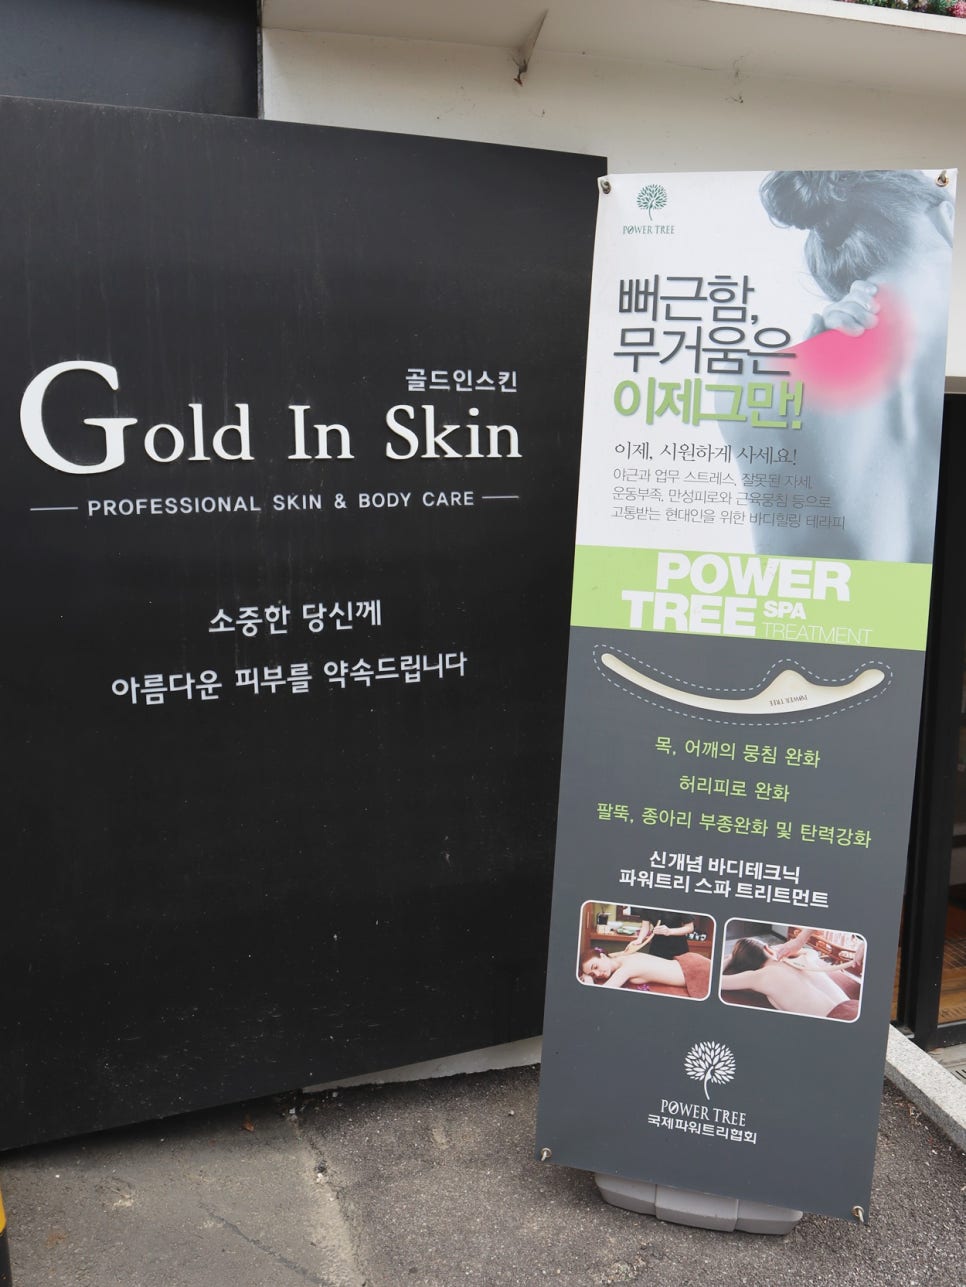 골드인스킨
Gold In Skin
PROFESSIONAL SKIN & BODY CARE
소중한 당신께
아름다운 피부를 약속드립니다
POWER TREE
뻐근함,
무거움은
이제그만!
이제, 시원하게 사세요!
야근과 업무 스트레스, 잘못된 자세,
운동부족, 만성피로와 근육뭉침 등으로
고통받는 현대인을 위한 바디힐링 테라피
POWER
TREE SPA
TREATMENT
POWER TREE
목, 어깨의 뭉침 완화
허리피로 완화
팔뚝, 종아리 부종완화 및 탄력강화
신개념 바디테크닉
파워트리 스파 트리트먼트
POWER TREE
국제파워트리협회